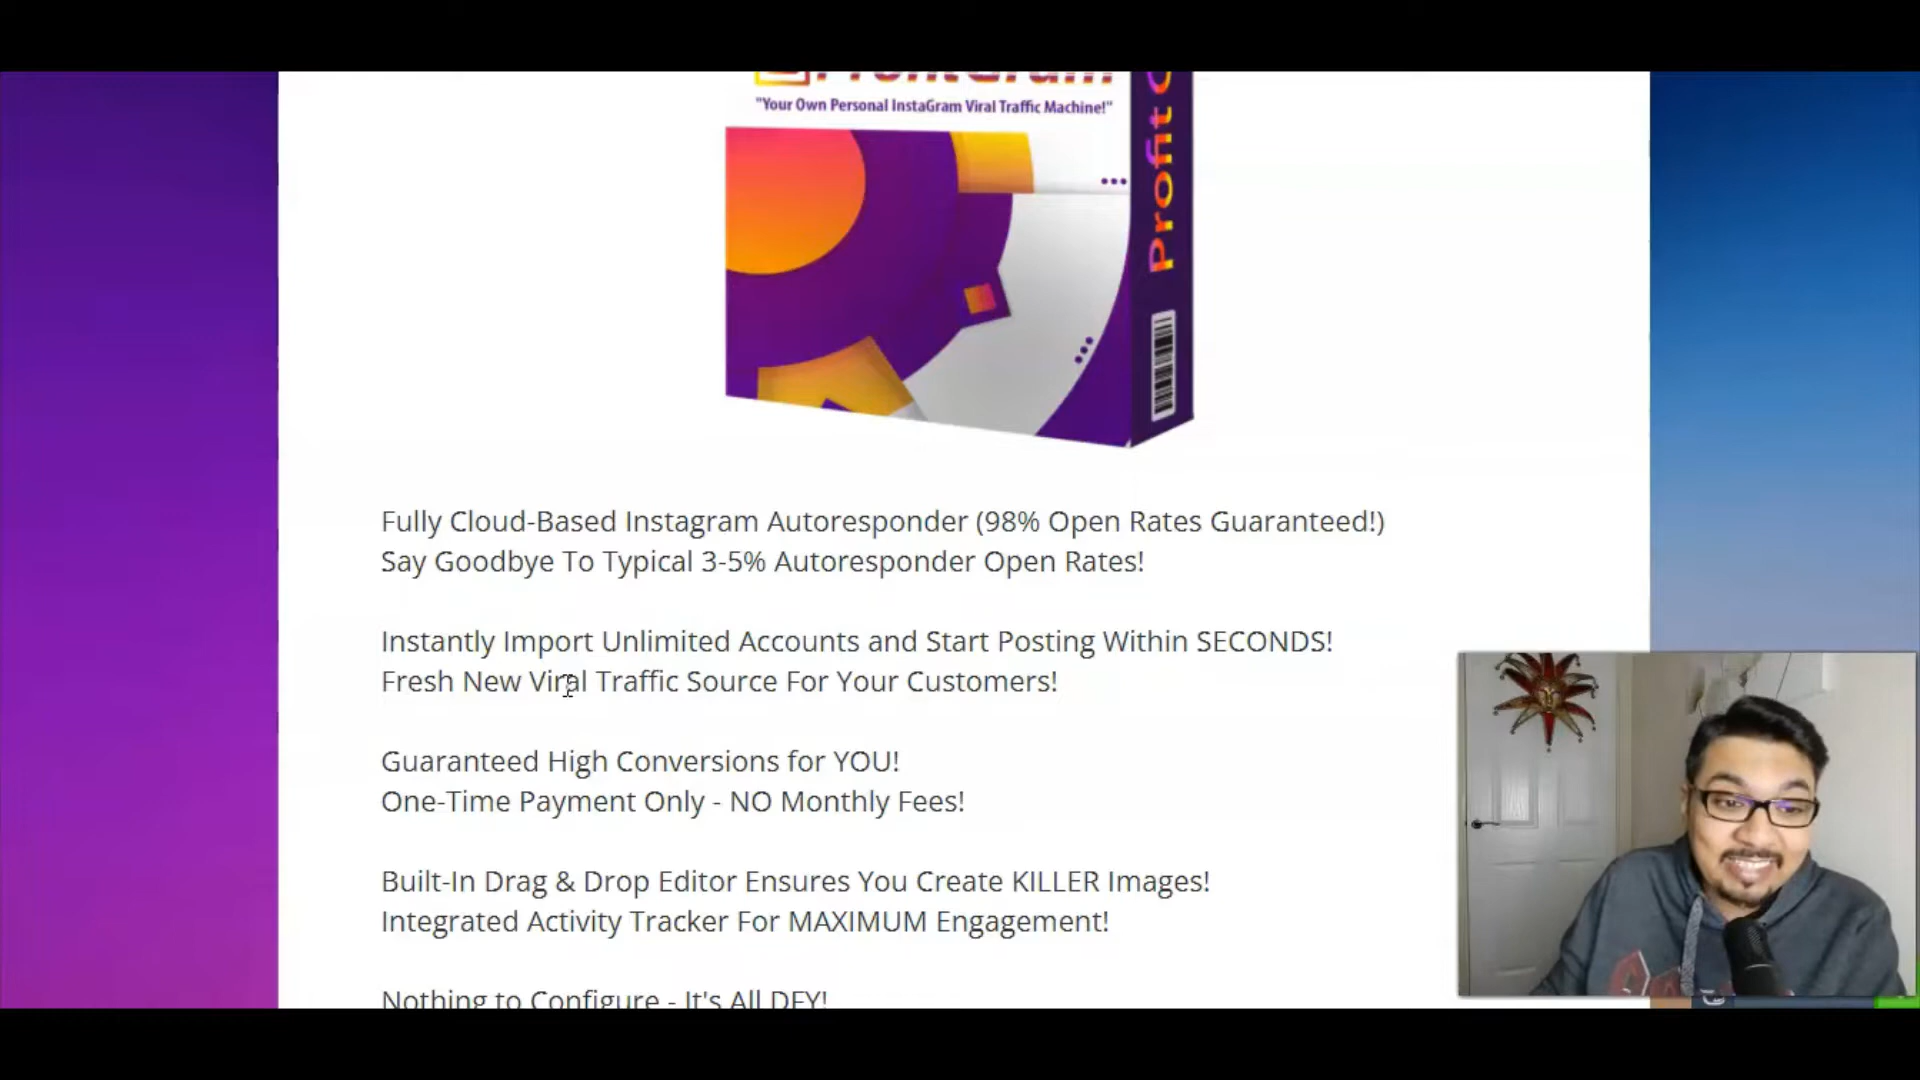 ProfitGram
"Your Own Personal InstaGram Viral Traffic Machine!"
Profit G
Fully Cloud-Based Instagram Autoresponder (98% Open Rates Guaranteed!)
Say Goodbye To Typical 3-5% Autoresponder Open Rates!
Instantly Import Unlimited Accounts and Start Posting Within SECONDS!
Fresh New Viral Traffic Source For Your Customers!
Guaranteed High Conversions for YOU!
One-Time Payment Only - NO Monthly Fees!
Built-In Drag & Drop Editor Ensures You Create KILLER Images!
Integrated Activity Tracker For MAXIMUM Engagement!
Nothing to Configure - It's All DFY!